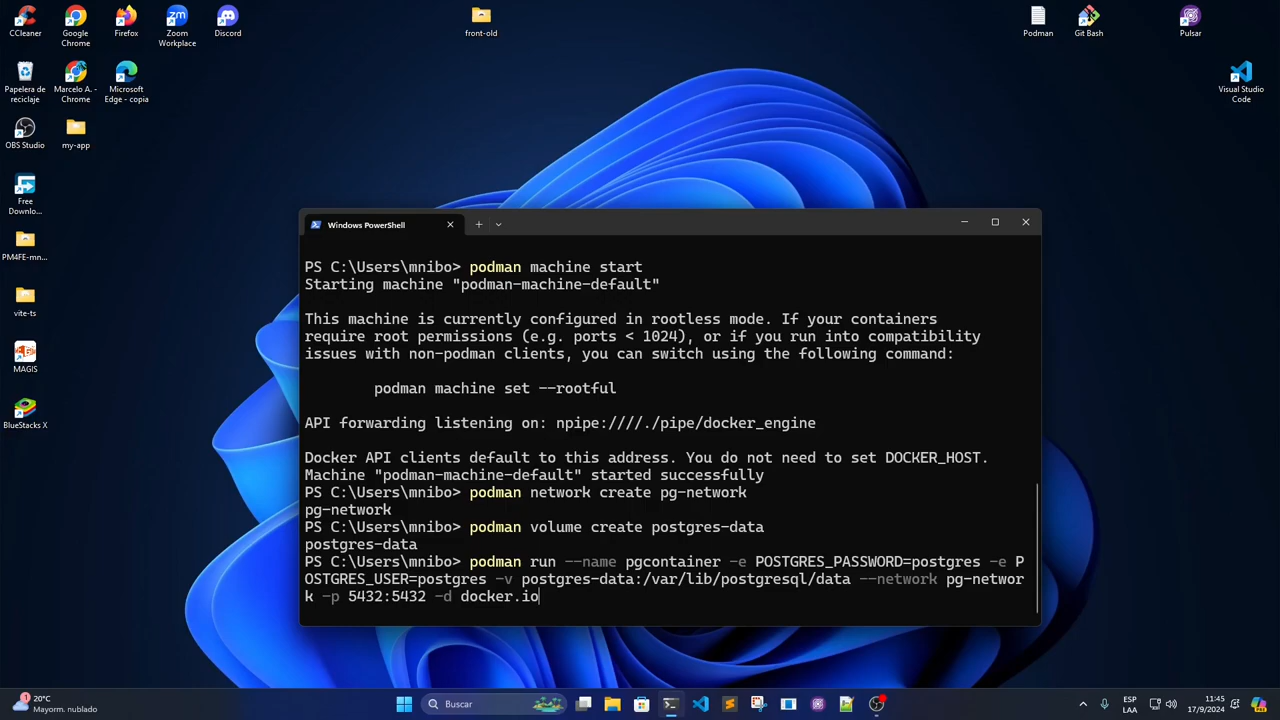 CCleaner
Google
Chrome
Firefox
Zoom
Workplace
Discord
front-old
Podman
Git Bash
Pulsar
Papelera de
reciclaje
Marcelo A. -
Chrome
Microsoft
Edge - copia
Visual Studio
Code
OBS Studio
my-app
Free
Downlo...
PM4FE-mn...
vite-ts
MAGIS
BlueStacks X
Windows PowerShell
PS C:\Users\mnibo> podman machine start
Starting machine "podman-machine-default"
This machine is currently configured in rootless mode. If your containers
require root permissions (e.g. ports < 1024), or if you run into compatibility
issues with non-podman clients, you can switch using the following command:
podman machine set --rootful
API forwarding listening on: npipe:////./pipe/docker_engine
Docker API clients default to this address. You do not need to set DOCKER_HOST.
Machine "podman-machine-default" started successfully
PS C:\Users\mnibo> podman network create pg-network
pg-network
PS C:\Users\mnibo> podman volume create postgres-data
postgres-data
PS C:\Users\mnibo> podman run --name pgcontainer -e POSTGRES_PASSWORD=postgres -e P
OSTGRES_USER=postgres -v postgres-data:/var/lib/postgresql/data --network pg-networ
k -p 5432:5432 -d docker.io
1
20°C
Mayorm. nublado
Buscar
ESP
LAA
11:45
17/9/2024